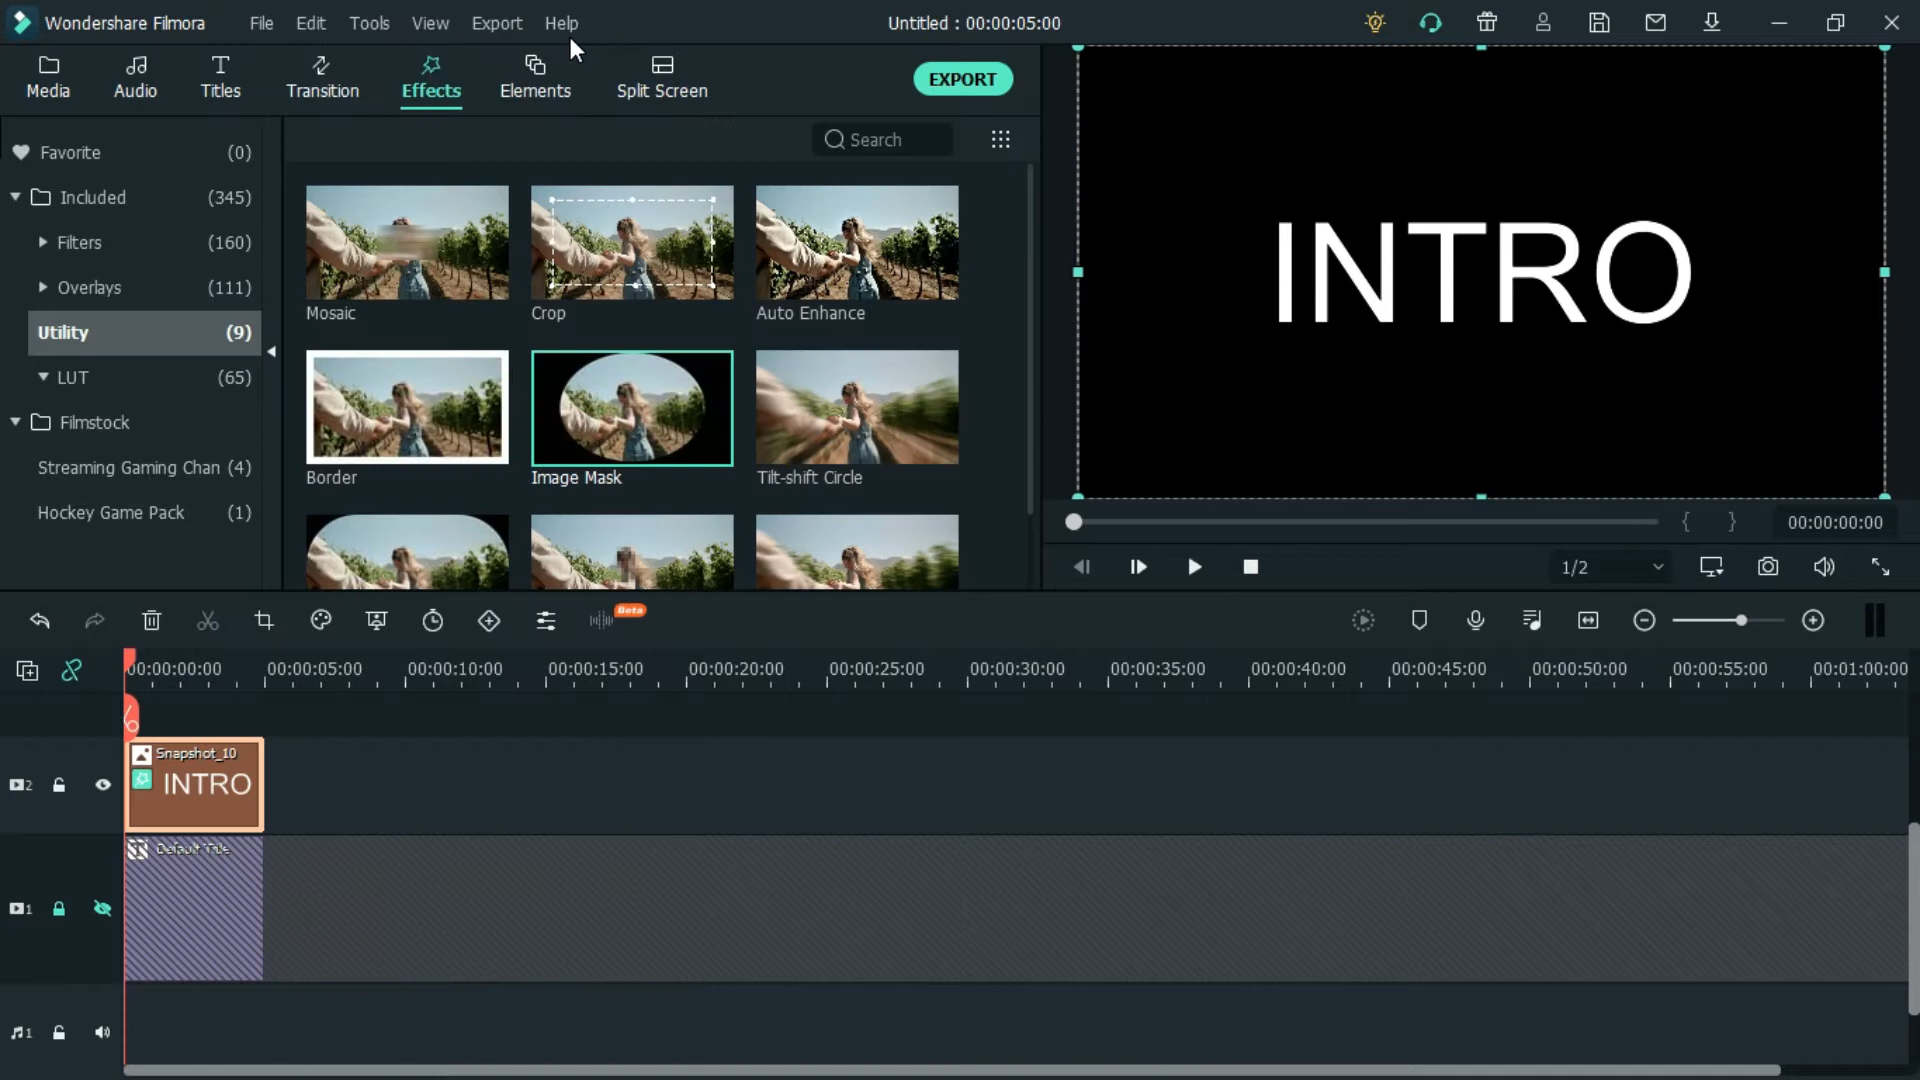 Wondershare Filmora
File
Edit
Tools
View
Export
Help
Untitled : 00:00:05:00
Media
Audio
Titles
Transition
Effects
Elements
Split Screen
EXPORT
Favorite (0)
Included (345)
Filters (160)
Overlays (111)
Utility (9)
LUT (65)
Filmstock
Streaming Gaming Chan (4)
Hockey Game Pack (1)
Search
Mosaic
Crop
Auto Enhance
Border
Image Mask
Tilt-shift Circle
INTRO
{ }
00:00:00:00
1/2
Beta
00:00:00:00
00:00:05:00
00:00:10:00
00:00:15:00
00:00:20:00
00:00:25:00
00:00:30:00
00:00:35:00
00:00:40:00
00:00:45:00
00:00:50:00
00:00:55:00
00:01:00:00
2
Snapshot_10
INTRO
1
Default Title
1